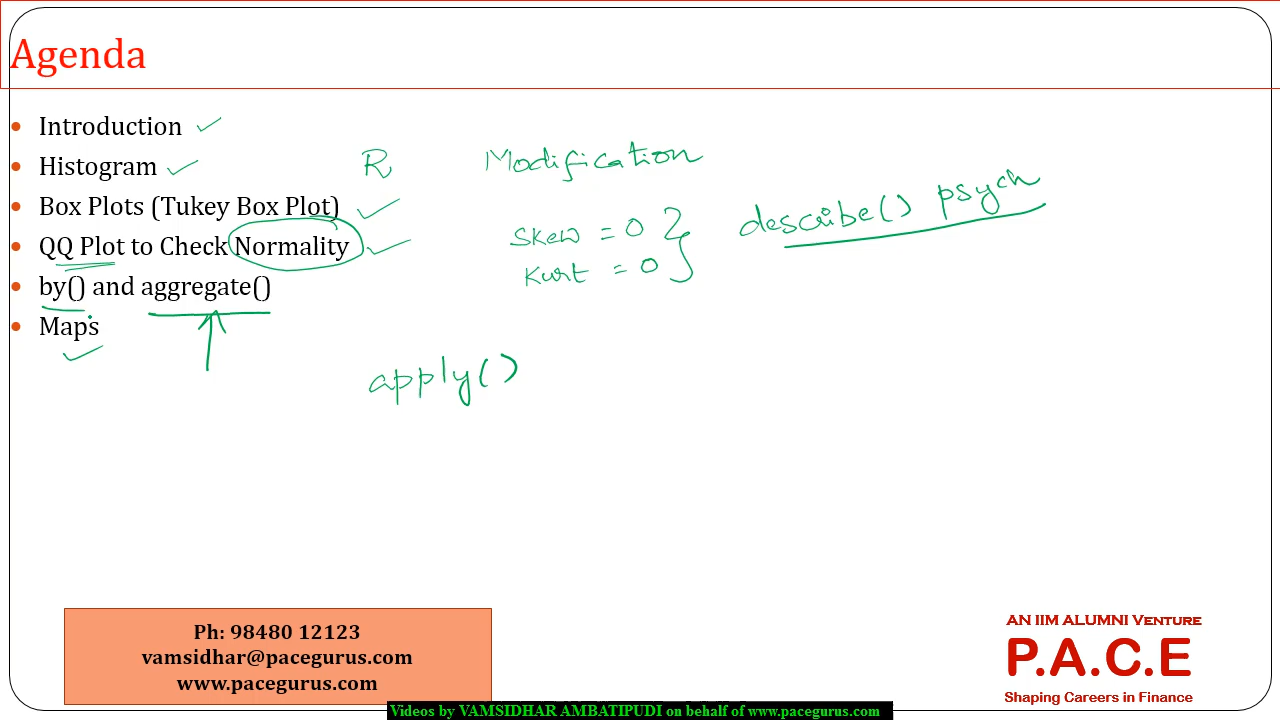 Agenda
• Introduction
• Histogram
• Box Plots (Tukey Box Plot)
• QQ Plot to Check Normality
• by() and aggregate()
• Maps
R
Modification
Skew = 0
Kurt = 0
describe() psych
apply()
Ph: 98480 12123
vamsidhar@pacegurus.com
www.pacegurus.com
AN IIM ALUMNI VENTURE
P.A.C.E
Shaping Careers in Finance
Videos by VAMSIDHAR AMBATIPUDI on behalf of www.pacegurus.com